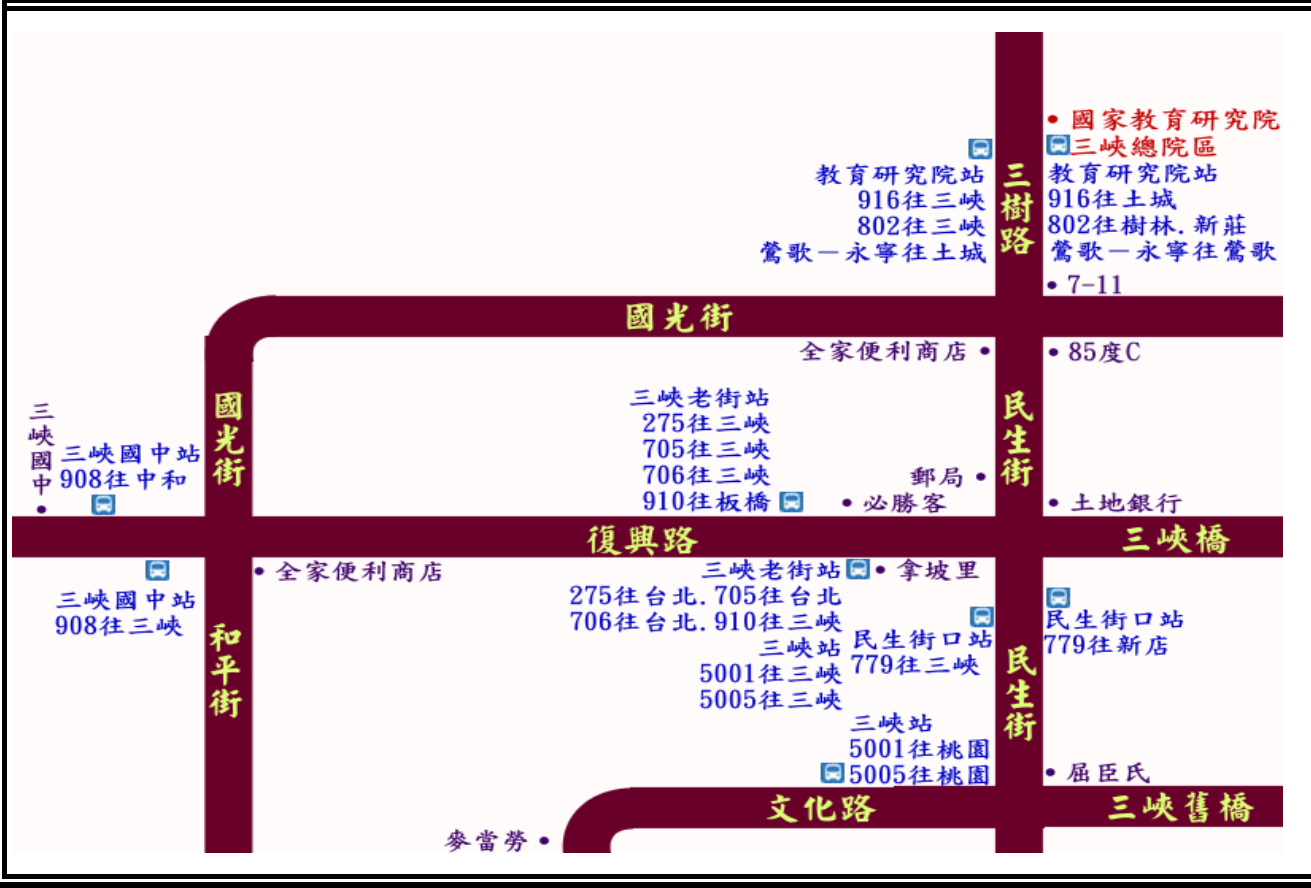 • 國家教育研究院
三峽總院區
教育研究院站
916往三峽
802往三峽
鶯歌－永寧往土城
三樹路
教育研究院站
916往土城
802往樹林.新莊
鶯歌－永寧往鶯歌
• 7-11
國光街
全家便利商店 •
• 85度C
三峽國中 •
三峽國中站
908往中和
國光街
三峽老街站
275往三峽
705往三峽
706往三峽
910往板橋
郵局 •
• 必勝客
民生街
• 土地銀行
復興路
三峽橋
三峽國中站
908往三峽
• 全家便利商店
和平街
三峽老街站
275往台北.705往台北
706往台北.910往三峽
三峽站
5001往三峽
5005往三峽
• 拿坡里
民生街口站
779往三峽
三峽站
5001往桃園
5005往桃園
民生街
民生街口站
779往新店
• 屈臣氏
文化路
三峽舊橋
麥當勞 •